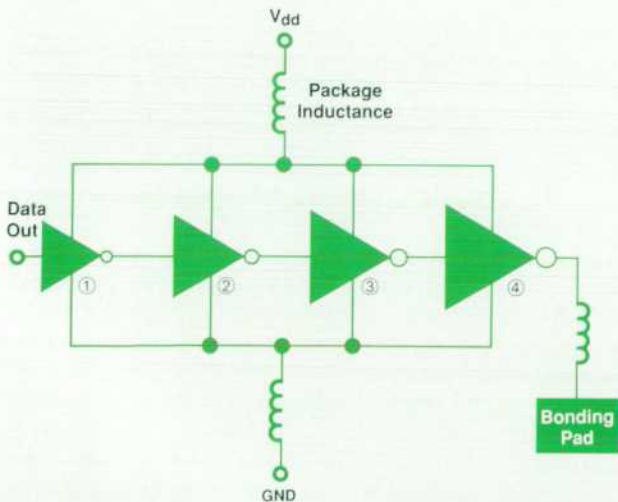 Vdd
Package
Inductance
Data
Out
①
②
③
④
Bonding
Pad
GND